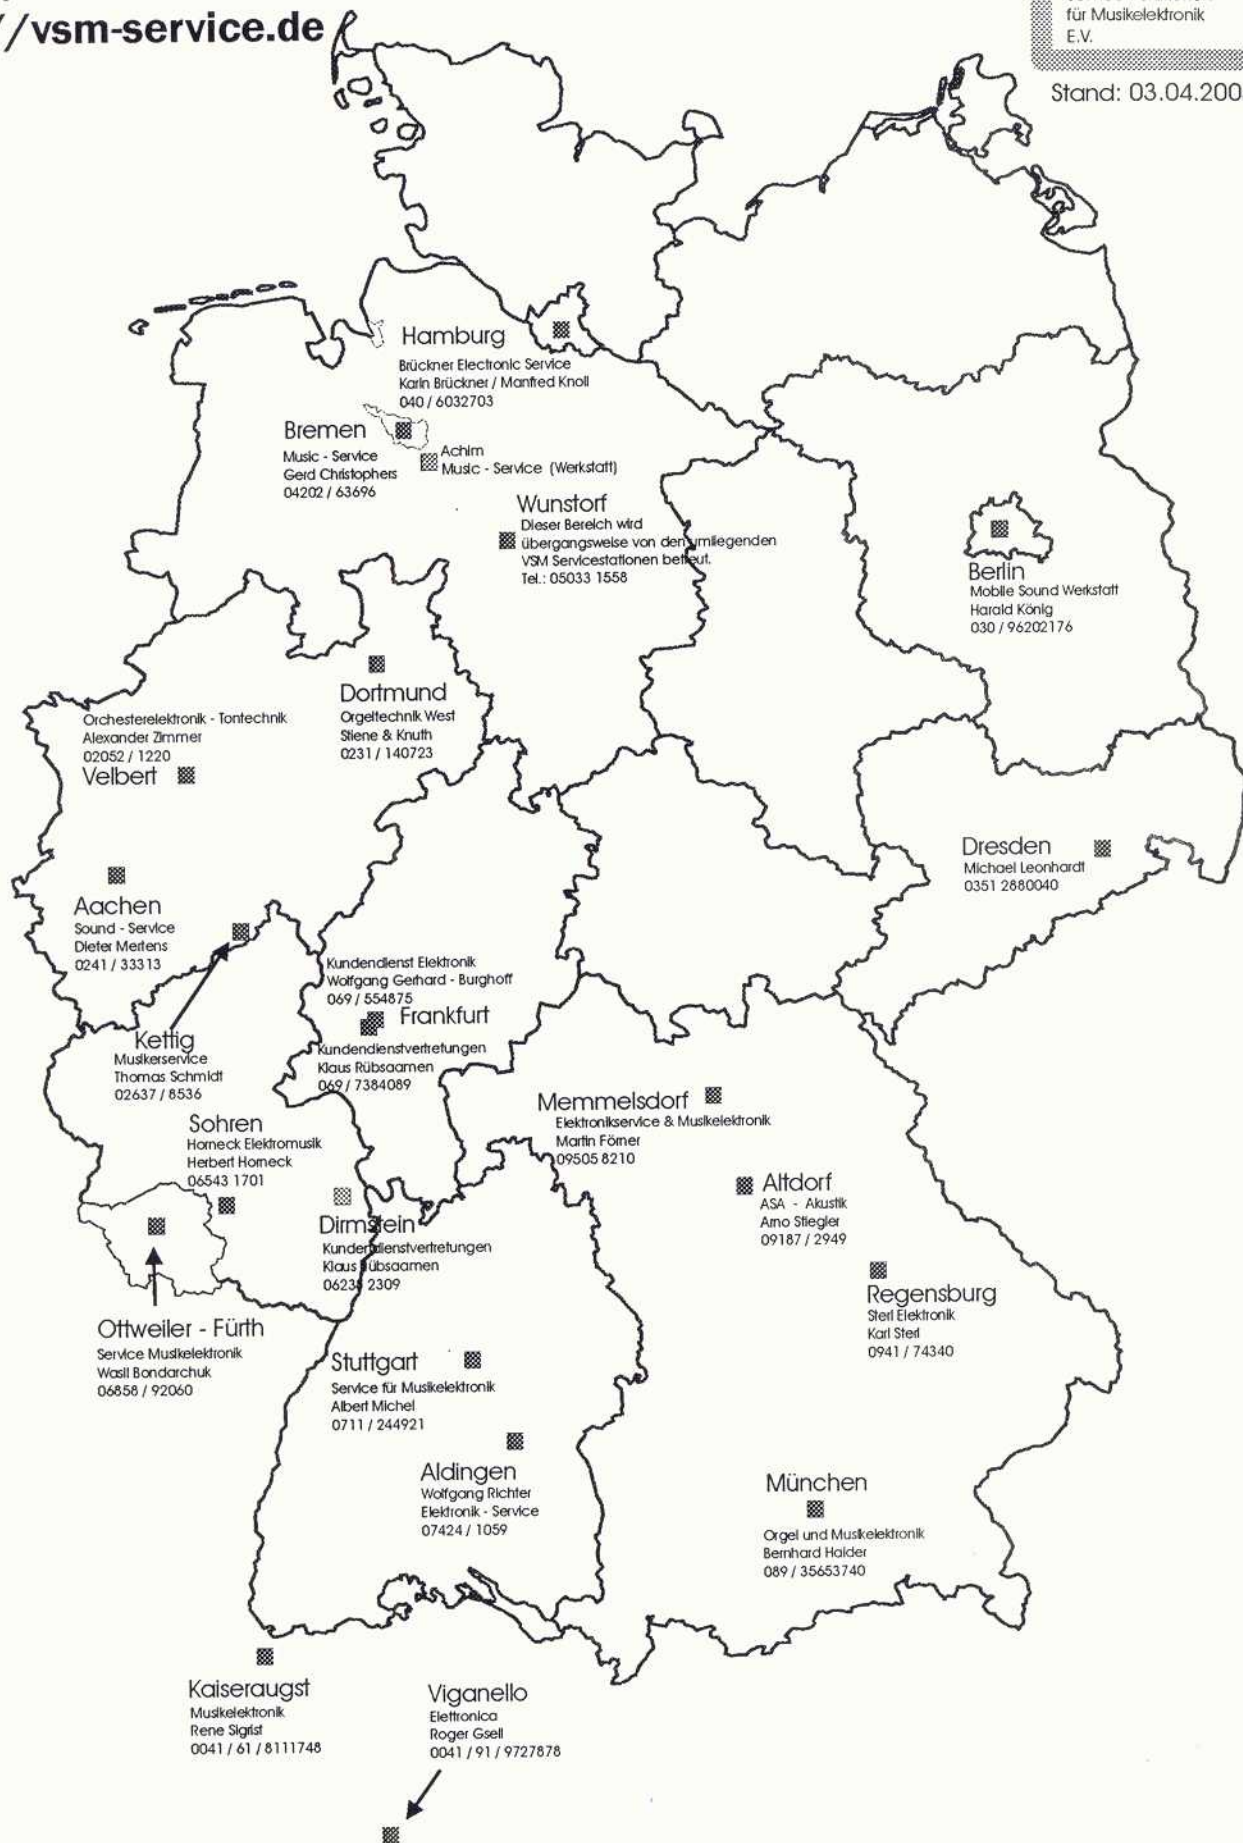 //vsm-service.de
für Musikelektronik
E.V.
Stand: 03.04.200
Hamburg
Brückner Electronic Service
Karin Brückner / Manfred Knoll
040 / 6032703
Bremen
Music - Service
Gerd Christophers
04202 / 63696
Achim
Music - Service (Werkstatt)
Wunstorf
Dieser Bereich wird
übergangsweise von den umliegenden
VSM Servicestationen betreut.
Tel.: 05033 1558
Berlin
Mobile Sound Werkstatt
Harald König
030 / 96202176
Dortmund
Orgeltechnik West
Stiene & Knuth
0231 / 140723
Orchesterelektronik - Tontechnik
Alexander Zimmer
02052 / 1220
Velbert
Dresden
Michael Leonhardt
0351 2880040
Aachen
Sound - Service
Dieter Mertens
0241 / 33313
Kundendienst Elektronik
Wolfgang Gerhard - Burghoff
069 / 554875
Frankfurt
Kundendienstvertretungen
Klaus Rübsaamen
069 / 7384089
Kettig
Musikerservice
Thomas Schmidt
02637 / 8536
Memmelsdorf
Elektronikservice & Musikelektronik
Martin Förner
09505 8210
Sohren
Horneck Elektromusik
Herbert Horneck
06543 1701
Altdorf
ASA - Akustik
Arno Stiegler
09187 / 2949
Dirmstein
Kundendienstvertretungen
Klaus Rübsaamen
2309
Regensburg
Sterl Elektronik
Karl Sterl
0941 / 74340
Ottweiler - Fürth
Service Musikelektronik
Wasil Bondarchuk
06858 / 92060
Stuttgart
Service für Musikelektronik
Albert Michel
0711 / 244921
Aldingen
Wolfgang Richter
Elektronik - Service
07424 / 1059
München
Orgel und Musikelektronik
Bernhard Halder
089 / 35653740
Kaiseraugst
Musikelektronik
Rene Sigrist
0041 / 61 / 8111748
Viganello
Elettronica
Roger Gsell
0041 / 91 / 9727878